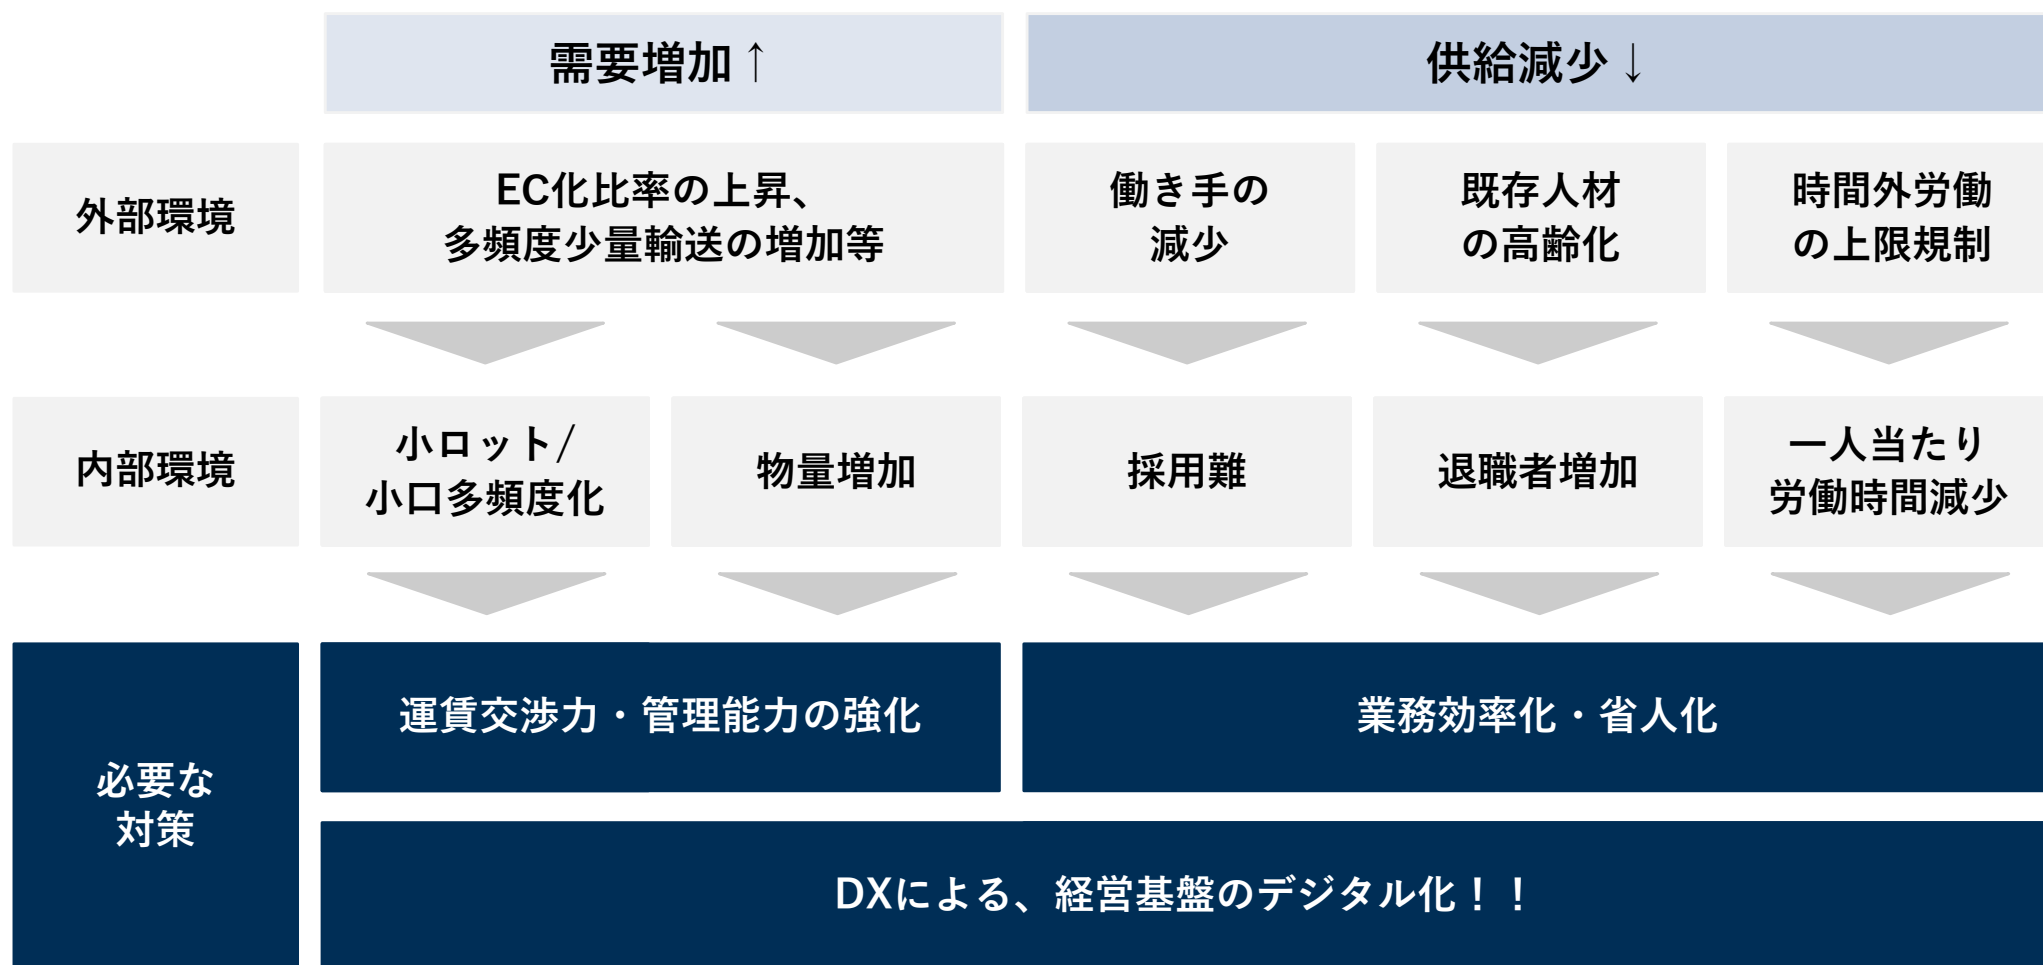 需要増加↑
供給減少↓
外部環境
EC化比率の上昇、
多頻度少量輸送の増加等
働き手の
減少
既存人材
の高齢化
時間外労働
の上限規制
内部環境
小ロット/
小口多頻度化
物量増加
採用難
退職者増加
一人当たり
労働時間減少
必要な
対策
運賃交渉力・管理能力の強化
業務効率化・省人化
DXによる、経営基盤のデジタル化！！